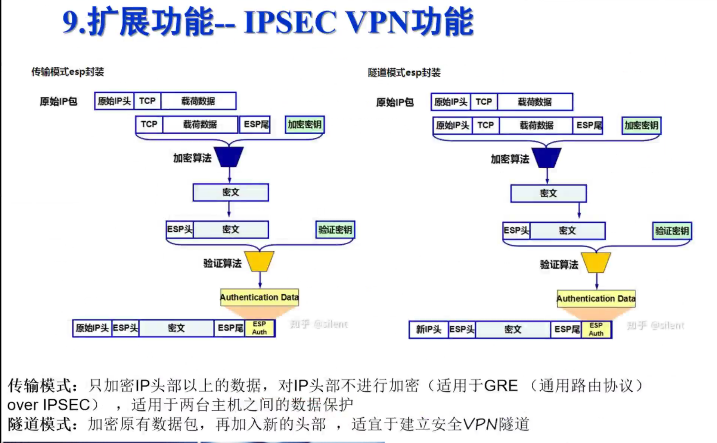 9.扩展功能-- IPSEC VPN功能
传输模式esp封装
原始IP包 原始IP头 TCP 载荷数据
TCP 载荷数据 ESP尾 加密密钥
加密算法
密文
ESP头 密文 验证密钥
验证算法
Authentication Data
原始IP头 ESP头 密文 ESP尾 ESP Auth
知乎 @silent
隧道模式esp封装
原始IP包 原始IP头 TCP 载荷数据
原始IP头 TCP 载荷数据 ESP尾 加密密钥
加密算法
密文
ESP头 密文 验证密钥
验证算法
Authentication Data
新IP头 ESP头 密文 ESP尾 ESP Auth
知乎 @silent
传输模式：只加密IP头部以上的数据，对IP头部不进行加密（适用于GRE （通用路由协议）
over IPSEC），适用于两台主机之间的数据保护
隧道模式：加密原有数据包，再加入新的头部 ，适宜于建立安全VPN隧道